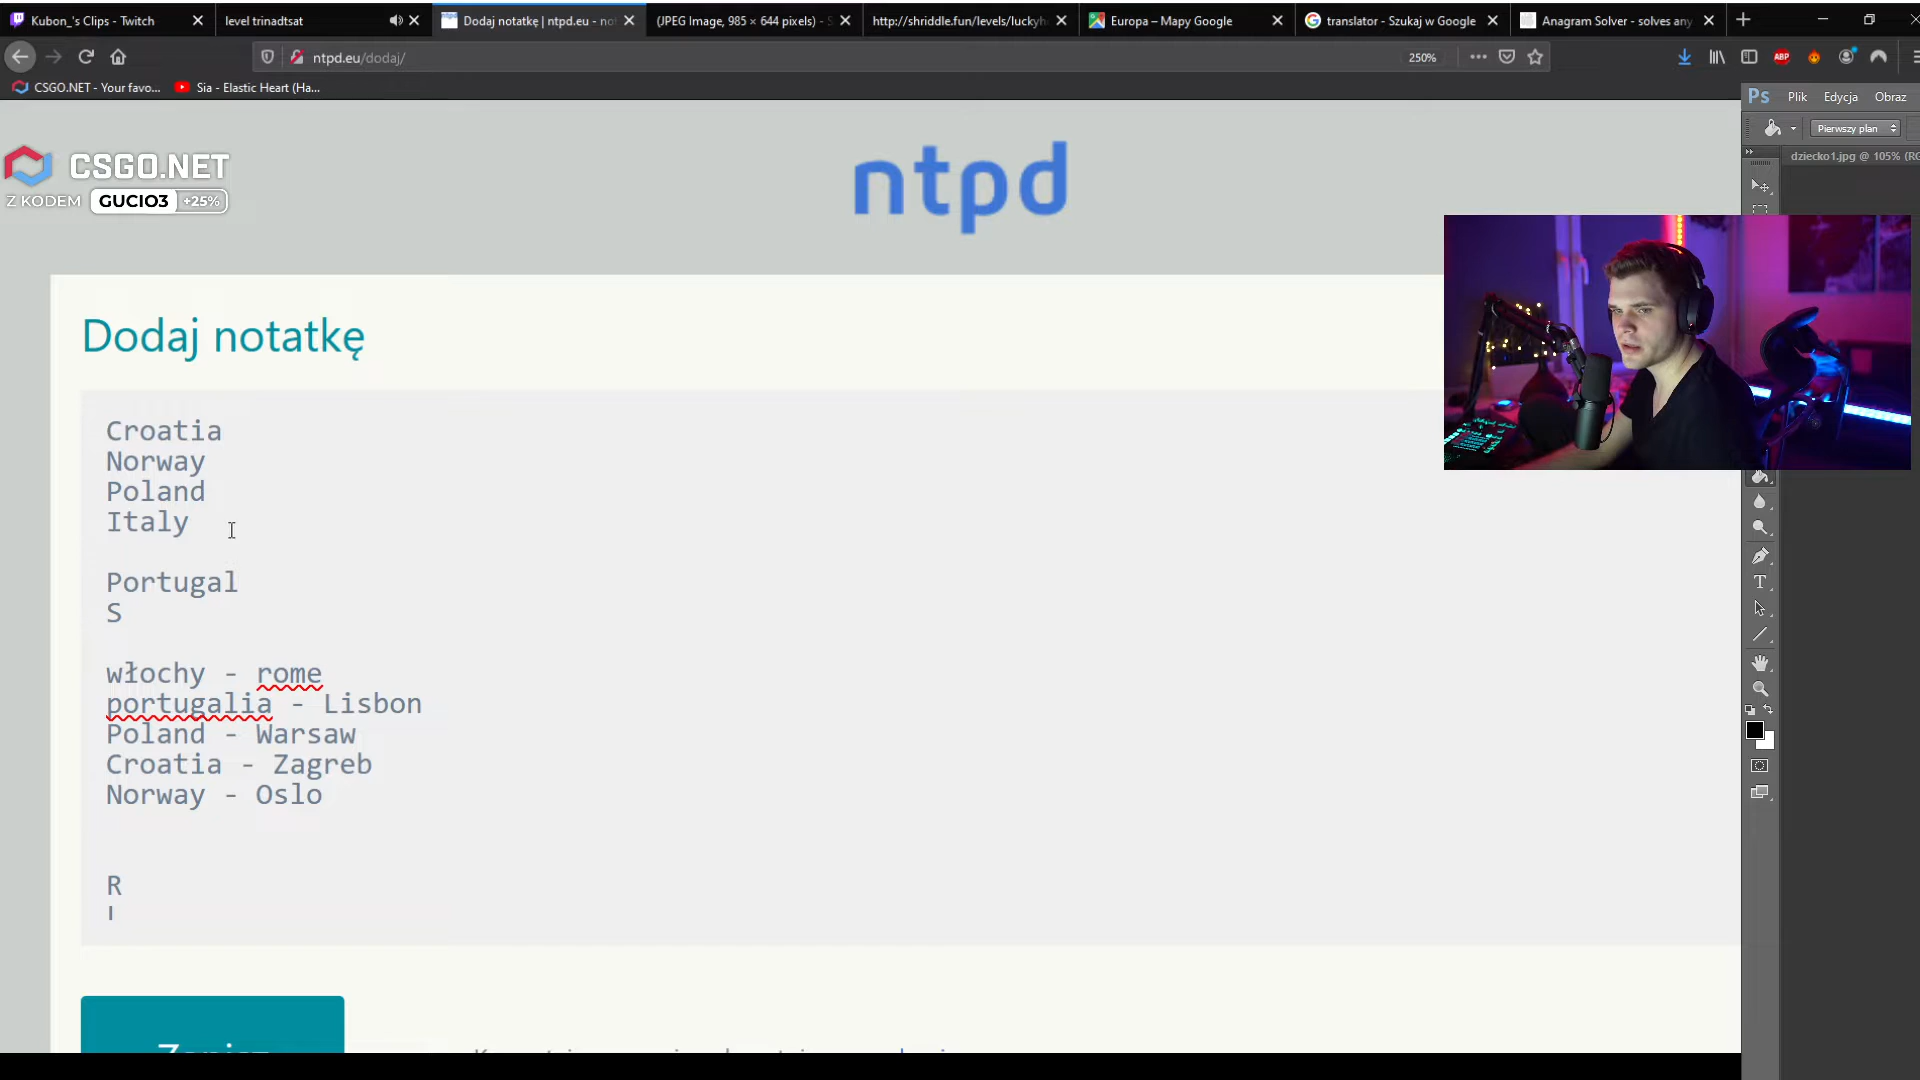 Kubon_'s Clips - Twitch
level trinadtsat
Dodaj notatkę | ntpd.eu - no
(JPEG Image, 985 × 644 pixels) - S
http://shriddle.fun/levels/luckyh
Europa – Mapy Google
translator - Szukaj w Google
Anagram Solver - solves any
ntpd.eu/dodaj/
250%
ABP
CSGO.NET - Your favo...
Sia - Elastic Heart (Ha...
Ps
Plik
Edycja
Obraz
Pierwszy plan
dziecko1.jpg @ 105% (RG
CSGO.NET
Z KODEM
GUCIO3
+25%
ntpd
Dodaj notatkę
Croatia
Norway
Poland
Italy
Portugal
S
włochy - rome
portugalia - Lisbon
Poland - Warsaw
Croatia - Zagreb
Norway - Oslo
R